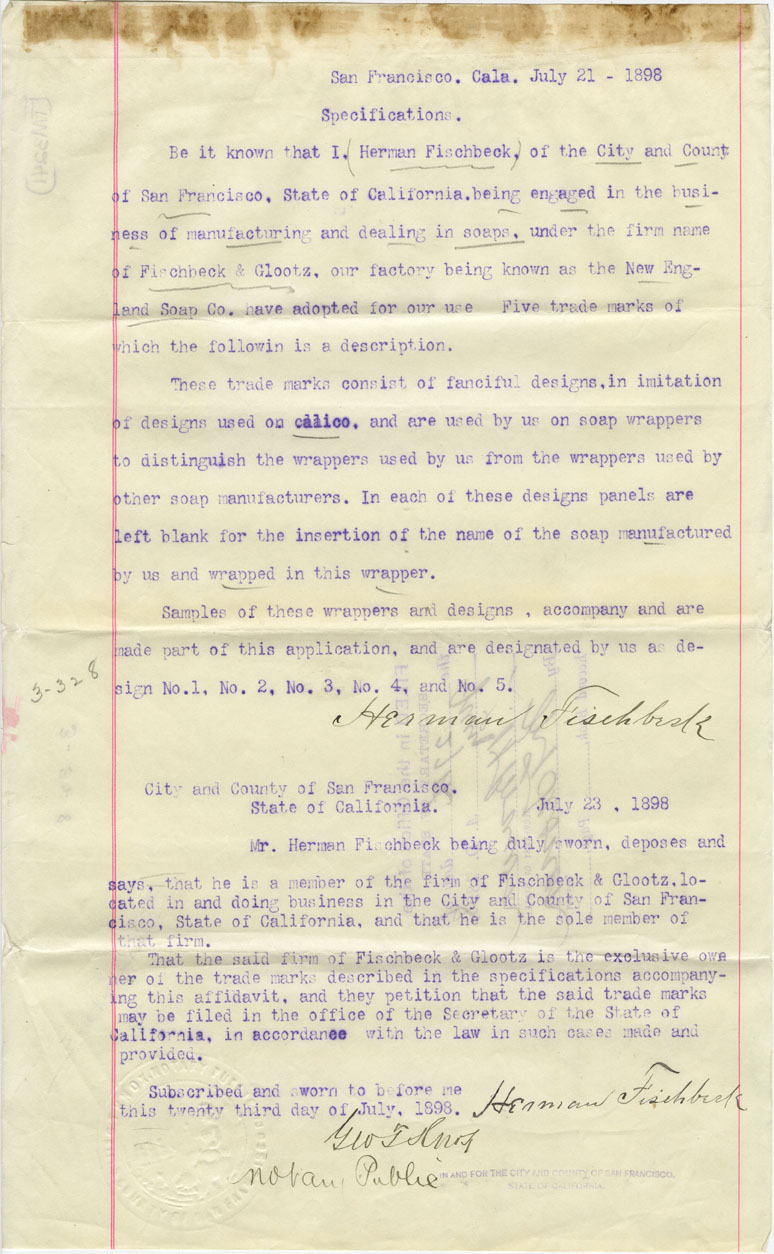 San Francisco. Cala. July 21 - 1898
Specifications.
Be it known that I,(Herman Fischbeck,) of the City and Count
of San Francisco, State of California.being engaged in the busi-
ness of manufacturing and dealing in soaps, under the firm name
of Fischbeck & Glootz, our factory being known as the New Eng-
land Soap Co. have adopted for our use Five trade marks of
which the followin is a description.
These trade marks consist of fanciful designs,in imitation
of designs used on calico, and are used by us on soap wrappers
to distinguish the wrappers used by us from the wrappers used by
other soap manufacturers. In each of these designs panels are
left blank for the insertion of the name of the soap manufactured
by us and wrapped in this wrapper.
Samples of these wrappers and designs , accompany and are
made part of this application, and are designated by us as de-
sign No.1, No. 2, No. 3, No. 4, and No. 5.
3-328
Herman Fischbeck
City and County of San Francisco.
State of California. July 23 , 1898
Mr. Herman Fischbeck being duly sworn, deposes and
says, that he is a member of the firm of Fischbeck & Glootz,lo-
cated in and doing business in the City and County of San Fran-
cisco, State of California, and that he is the sole member of
that firm.
That the said firm of Fischbeck & Glootz is the exclusive own
ner of the trade marks described in the specifications accompany-
ing this affidavit, and they petition that the said trade marks
may be filed in the office of the Secretary of the State of
California, in accordance with the law in such cases made and
provided.
Subscribed and sworn to before me
this twenty third day of July, 1898. Herman Fischbeck
Geo T Knox
Notary Public IN AND FOR THE CITY AND COUNTY OF SAN FRANCISCO,
STATE OF CALIFORNIA.